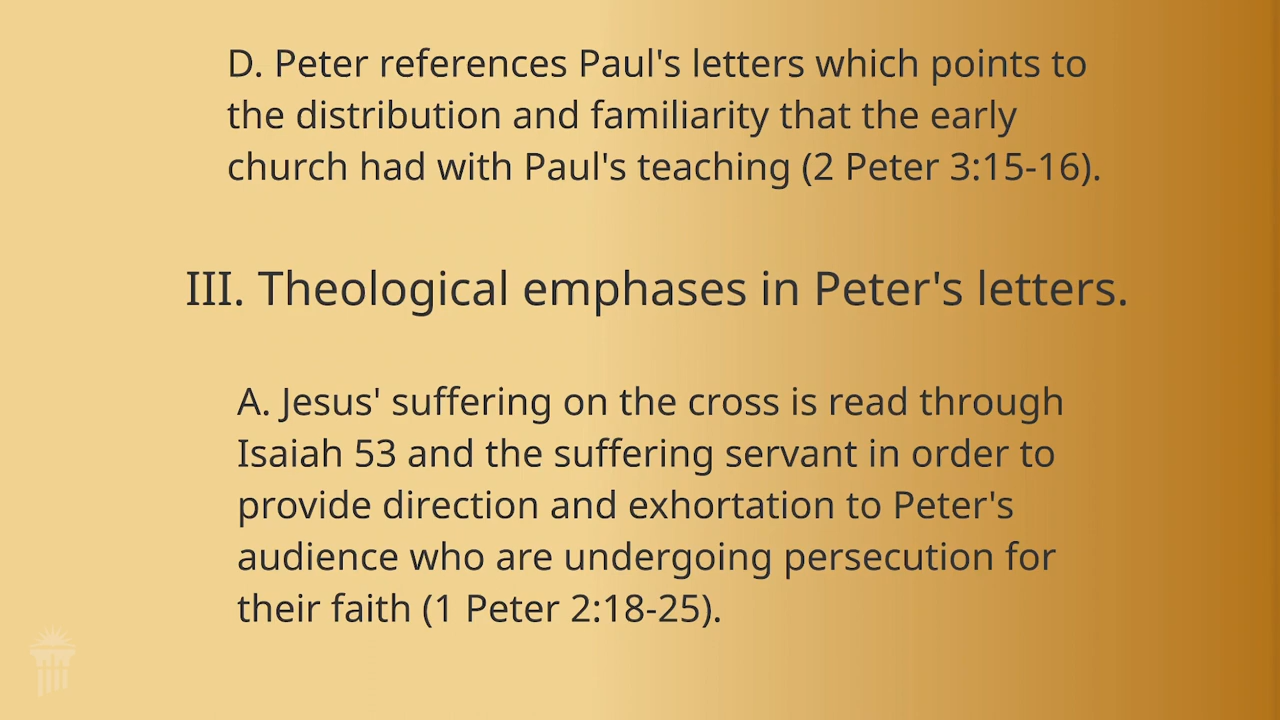 D. Peter references Paul's letters which points to
the distribution and familiarity that the early
church had with Paul's teaching (2 Peter 3:15-16).
III. Theological emphases in Peter's letters.
A. Jesus' suffering on the cross is read through
Isaiah 53 and the suffering servant in order to
provide direction and exhortation to Peter's
audience who are undergoing persecution for
their faith (1 Peter 2:18-25).